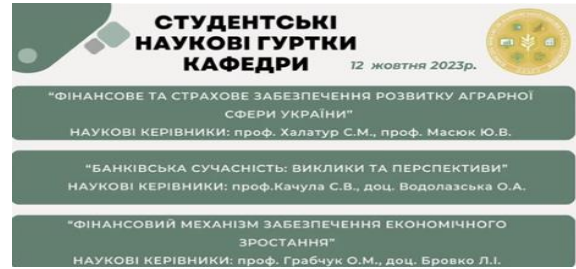 СТУДЕНТСЬКІ
НАУКОВІ ГУРТКИ
КАФЕДРИ
12 жовтня 2023р.
"ФІНАНСОВЕ ТА СТРАХОВЕ ЗАБЕЗПЕЧЕННЯ РОЗВИТКУ АГРАРНОЇ
СФЕРИ УКРАЇНИ"
НАУКОВІ КЕРІВНИКИ: проф. Халатур С.М., проф. Масюк Ю.В.
"БАНКІВСЬКА СУЧАСНІСТЬ: ВИКЛИКИ ТА ПЕРСПЕКТИВИ"
НАУКОВІ КЕРІВНИКИ: проф.Качула С.В., доц. Водолазська О.А.
"ФІНАНСОВИЙ МЕХАНІЗМ ЗАБЕЗПЕЧЕННЯ ЕКОНОМІЧНОГО
ЗРОСТАННЯ"
НАУКОВІ КЕРІВНИКИ: проф. Грабчук О.М., доц. Бровко Л.І.